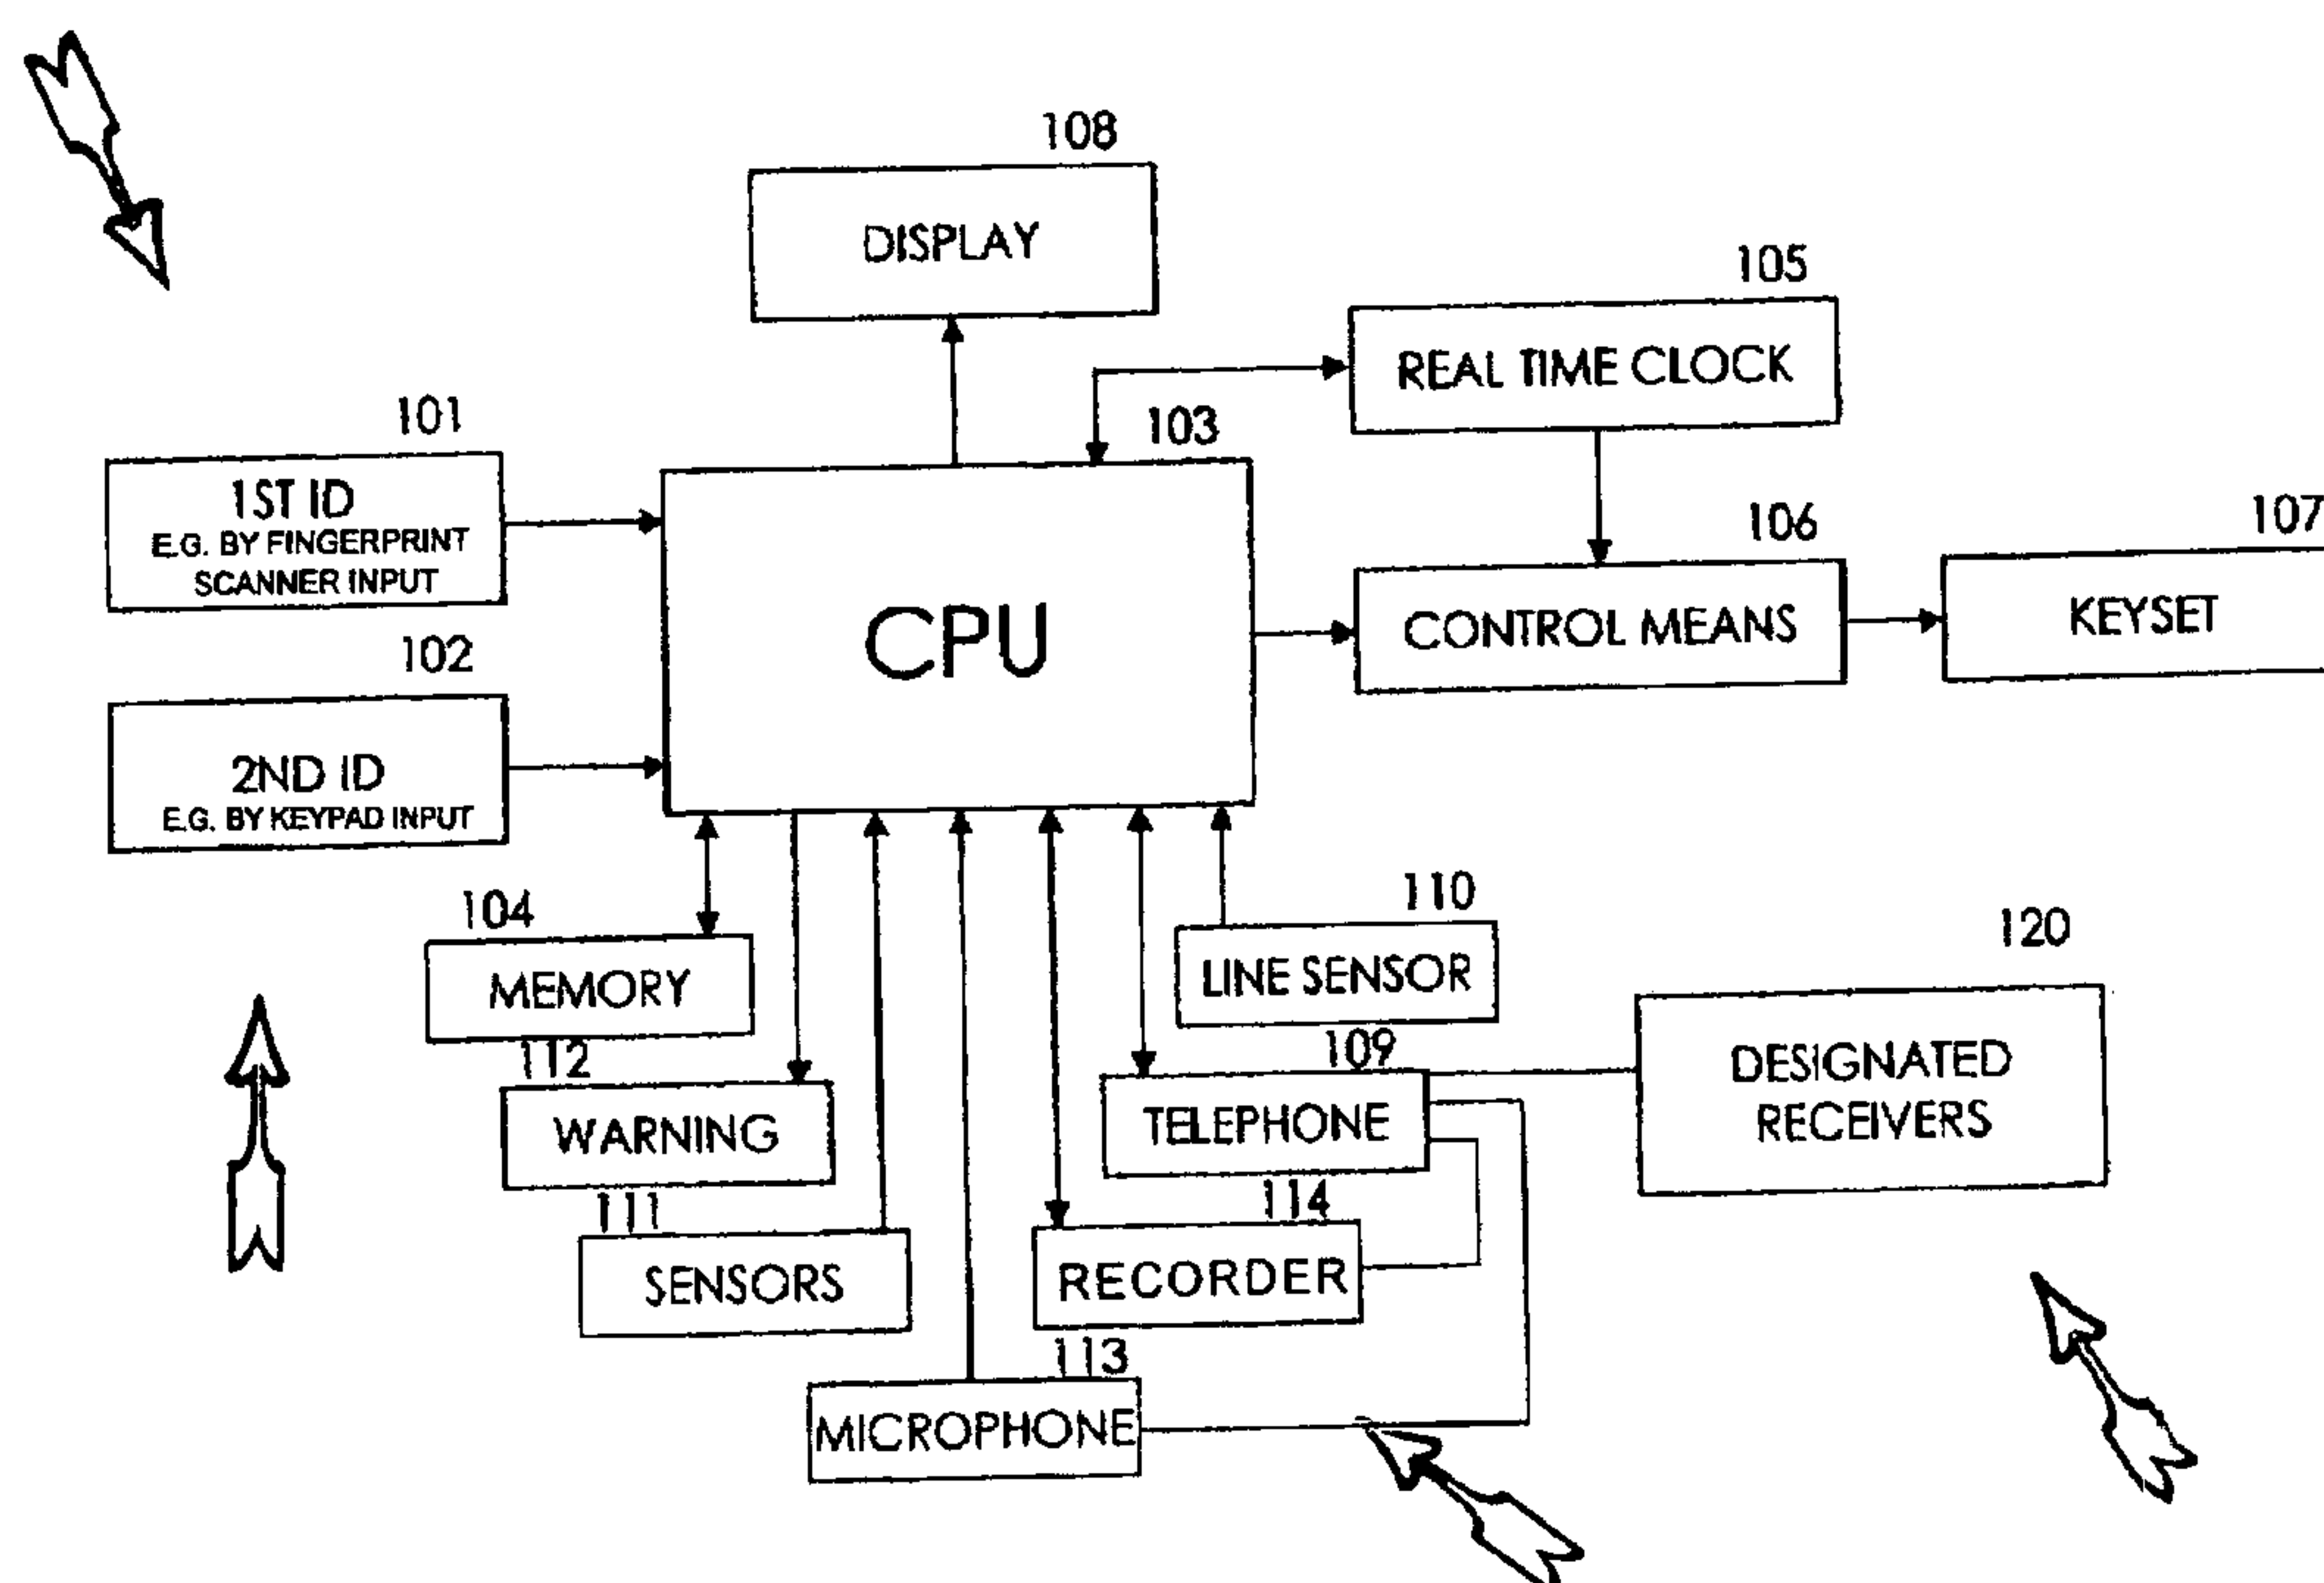 108
DISPLAY
105
REAL TIME CLOCK
101
103
1ST ID
E.G. BY FINGERPRINT
SCANNER INPUT
106
107
CPU
CONTROL MEANS
KEYSET
102
2ND ID
E.G. BY KEYPAD INPUT
104
MEMORY
110
LINE SENSOR
120
DESIGNATED
RECEIVERS
112
WARNING
109
TELEPHONE
111
SENSORS
114
RECORDER
113
MICROPHONE